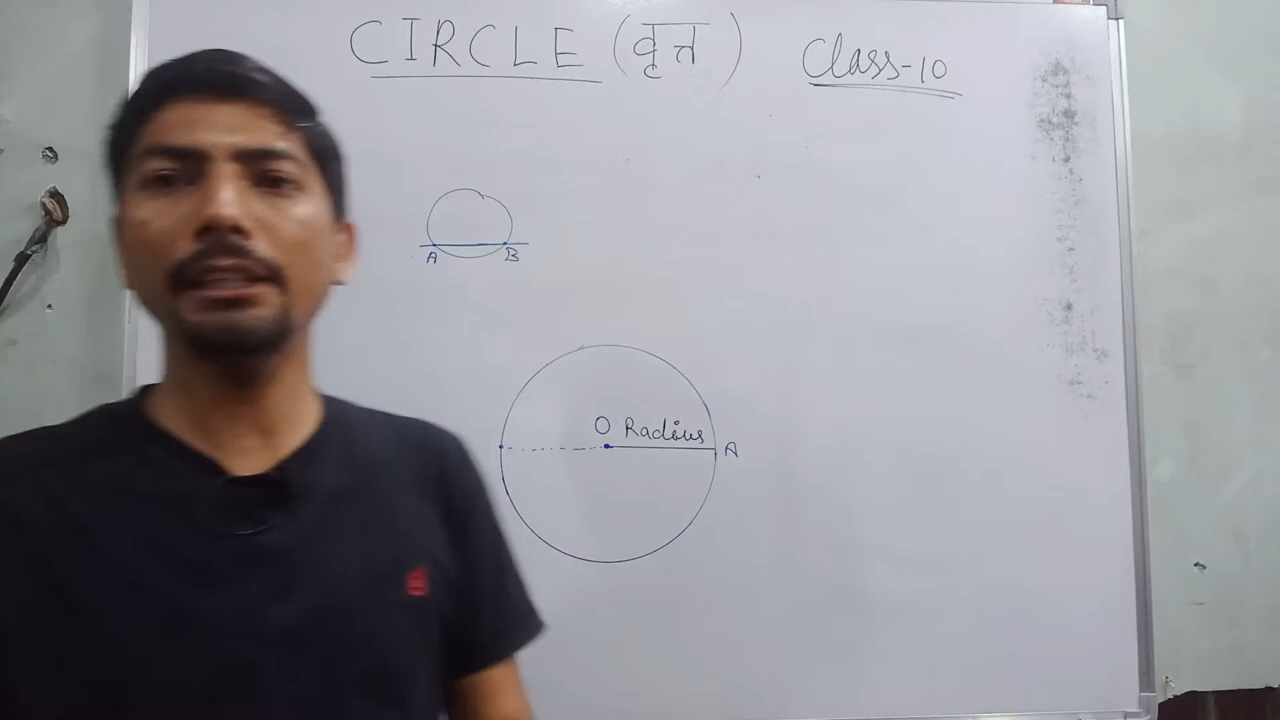 CIRCLE (वृत्त) Class-10
A B
O Radius A